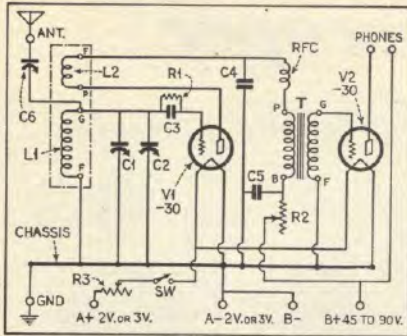 ANT.
PHONES
F
L2
P
R1
C4
RFC
V2
-30
C6
G
C3
P
T
G
L1
C1
C2
V1
-30
B
F
C5
F
R2
CHASSIS
R3
SW
GND
A+ 2V. OR 3V.
A- 2V. OR 3V.
B-
B+ 45 TO 90V.